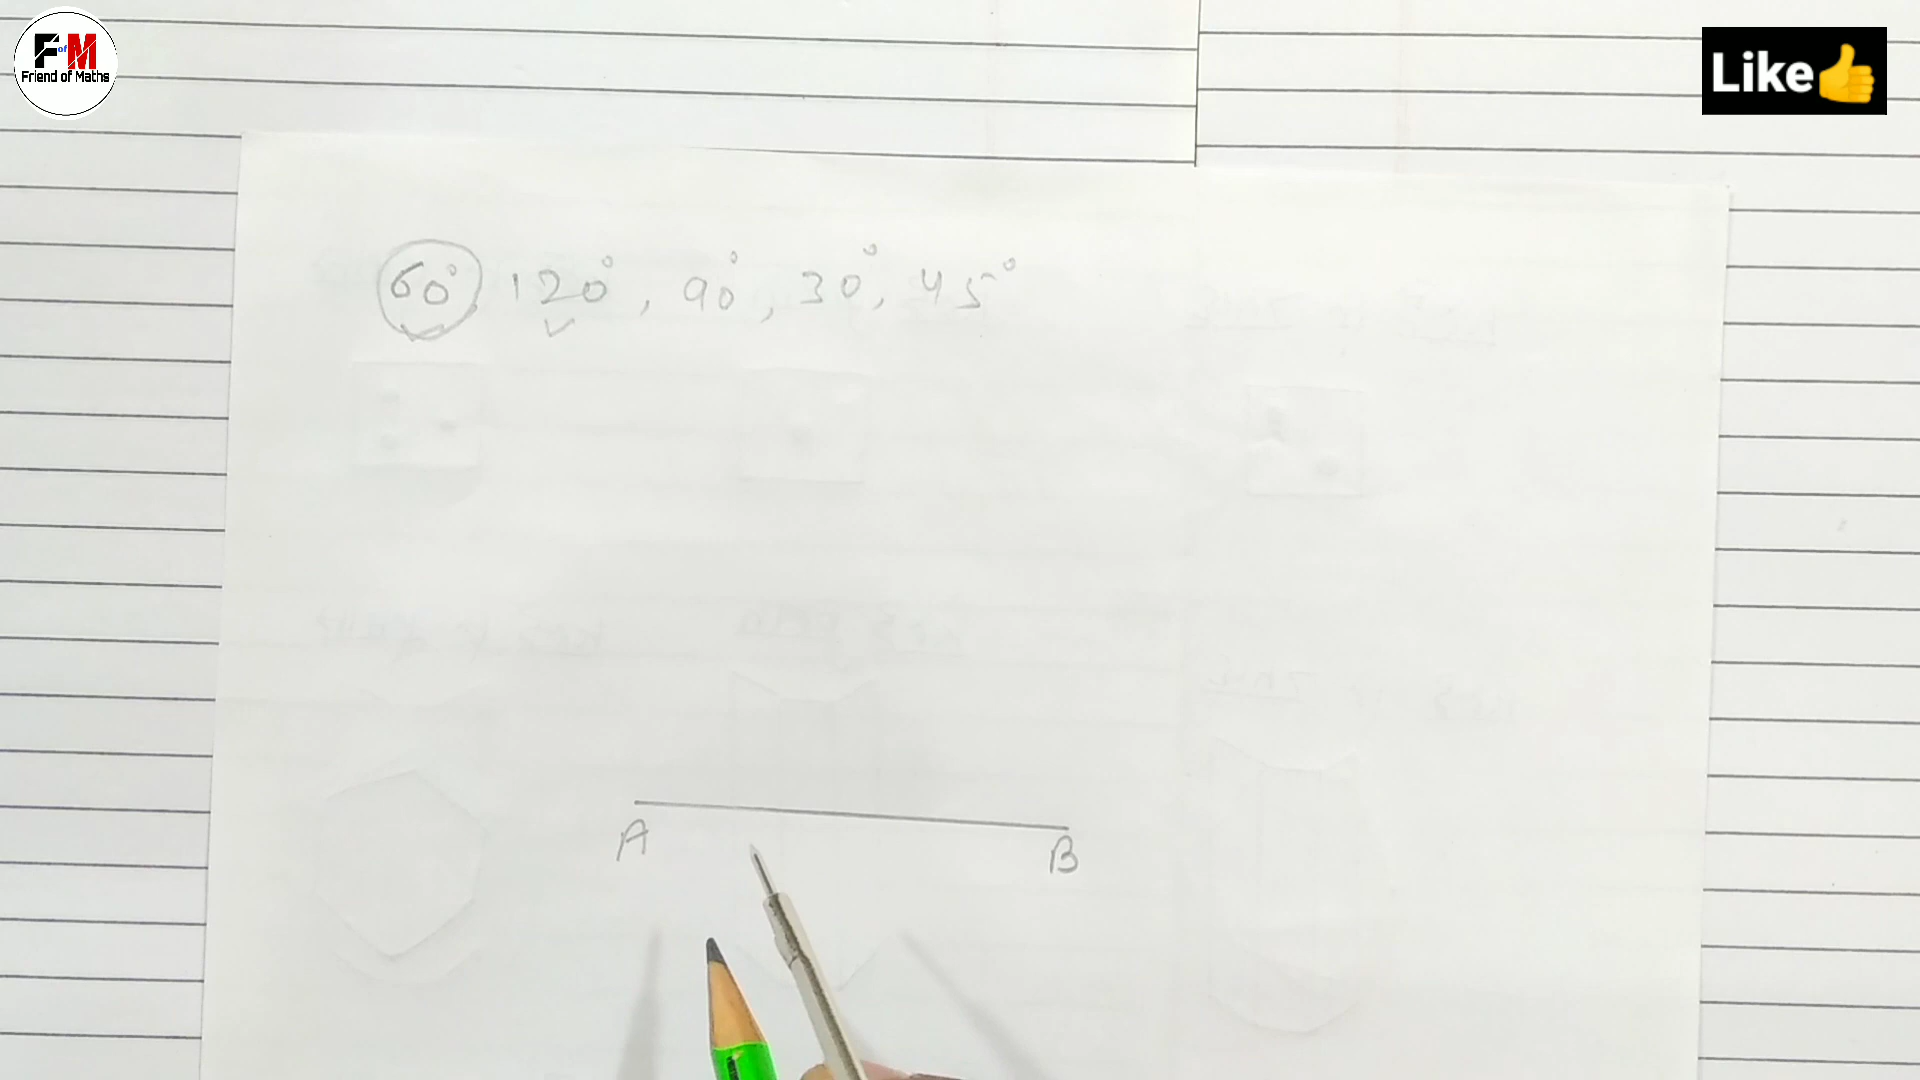 F of M
Friend of Maths
Like👍
60°, 120°, 90°, 30°, 45°
A
B